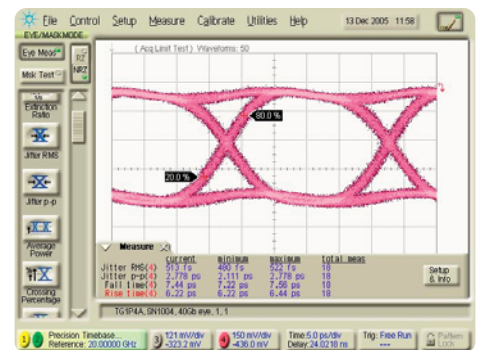 File Control Setup Measure Calibrate Utilities Help 13 Dec 2005 11:58
EYE/MASK MODE
Eye Meas
RZ
NRZ
Msk Test
( Acq Limit Test ) Waveforms: 50
Extinction
Ratio
Jitter RMS
Jitter p-p
Average
Power
Crossing
Percentage
80.0 %
20.0 %
Measure
current minimum maximum total meas
Jitter RMS(4) 513 fs 480 fs 522 fs 18
Jitter p-p(4) 2.778 ps 2.111 ps 2.778 ps 18
Fall time(4) 7.44 ps 7.22 ps 7.56 ps 18
Rise time(4) 6.22 ps 6.22 ps 6.44 ps 18
Setup
& Info
TG1P4A, SN1004, 40Gb eye, 1, 1
1 2 Precision Timebase...
Reference: 20.00000 GHz
3 121 mV/div
-323.2 mV
4 150 mV/div
-436.0 mV
Time:5.0 ps/div
Delay:24.0218 ns
Trig: Free Run
---
Pattern
Lock